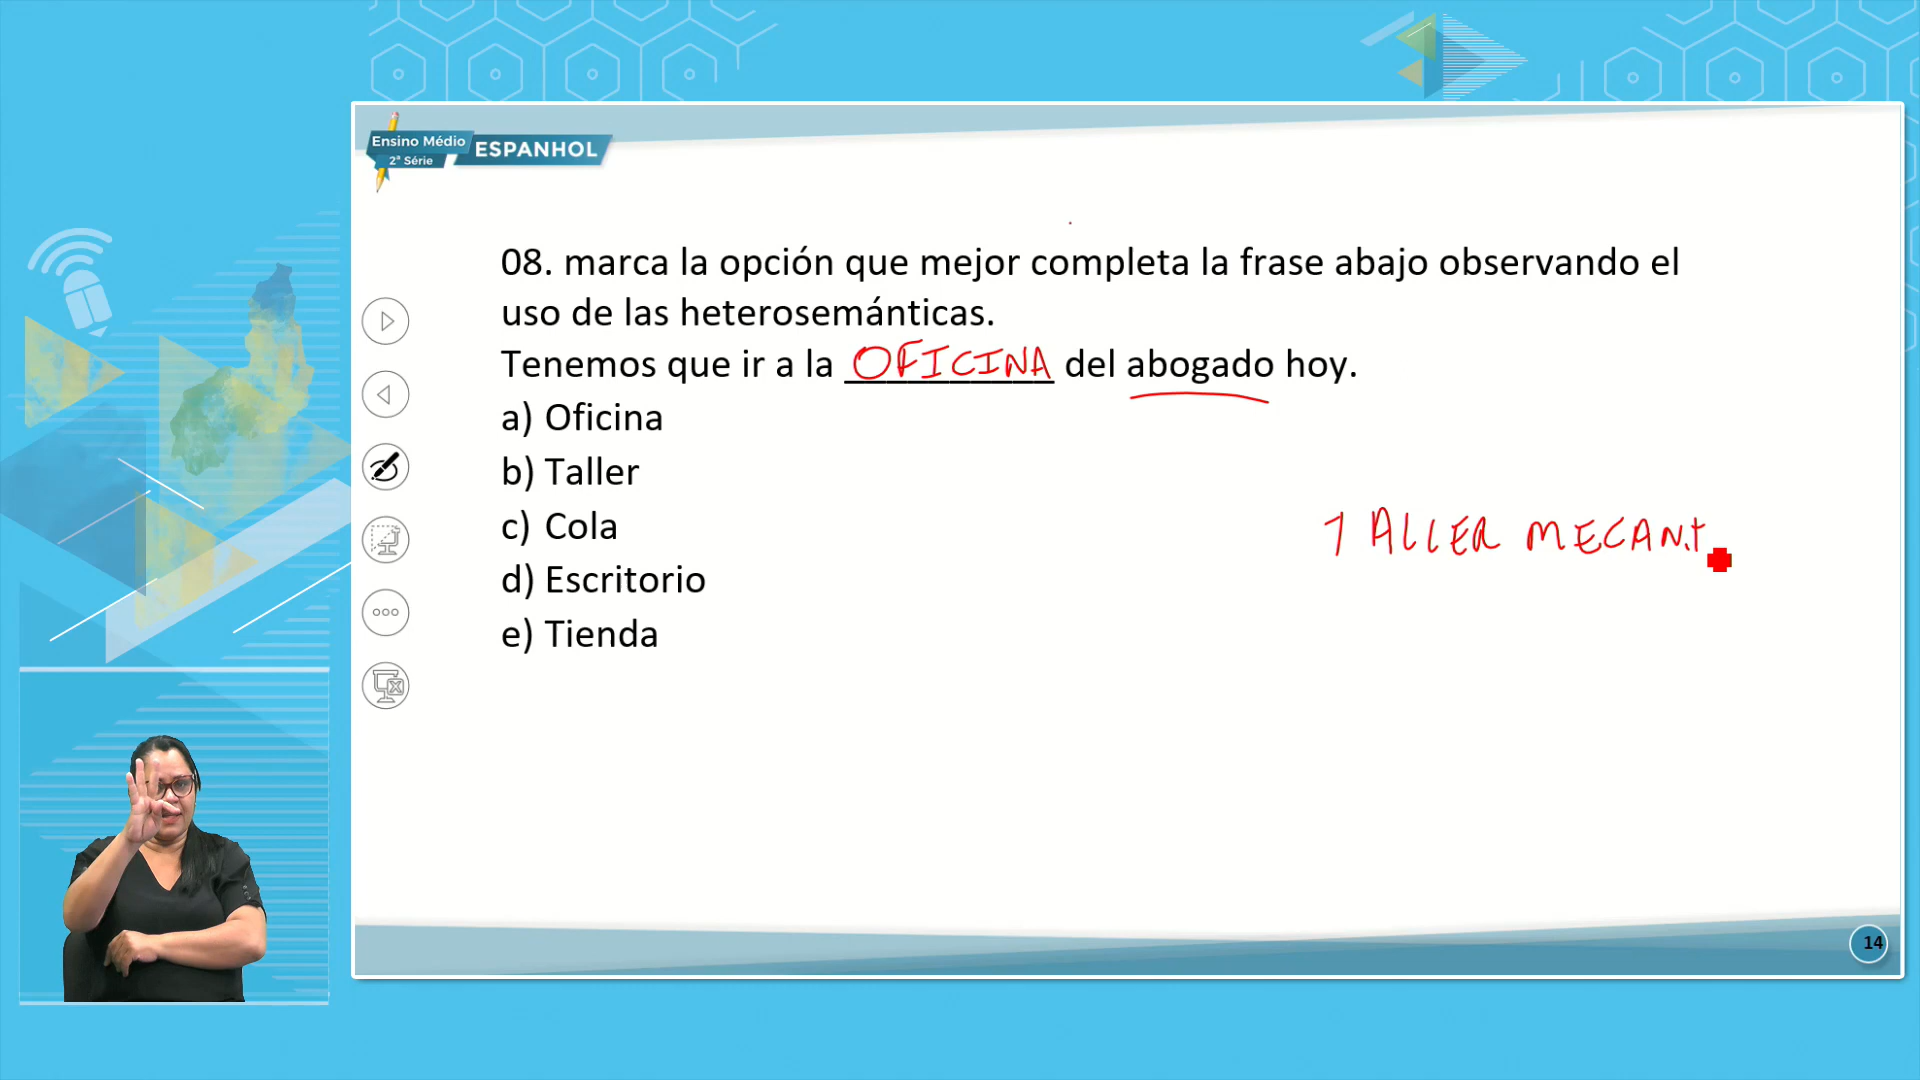 Ensino Médio
2ª Série
ESPANHOL
08. marca la opción que mejor completa la frase abajo observando el
uso de las heterosemánticas.
Tenemos que ir a la OFICINA del abogado hoy.
a) Oficina
b) Taller
c) Cola
TALLER MECANI
d) Escritorio
e) Tienda
14